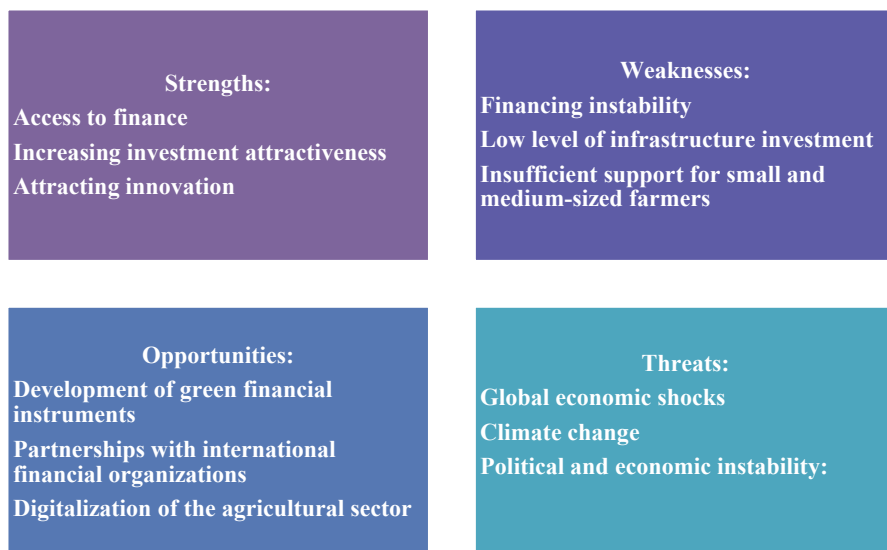 Strengths:
Access to finance
Increasing investment attractiveness
Attracting innovation
Weaknesses:
Financing instability
Low level of infrastructure investment
Insufficient support for small and
medium-sized farmers
Opportunities:
Development of green financial
instruments
Partnerships with international
financial organizations
Digitalization of the agricultural sector
Threats:
Global economic shocks
Climate change
Political and economic instability: